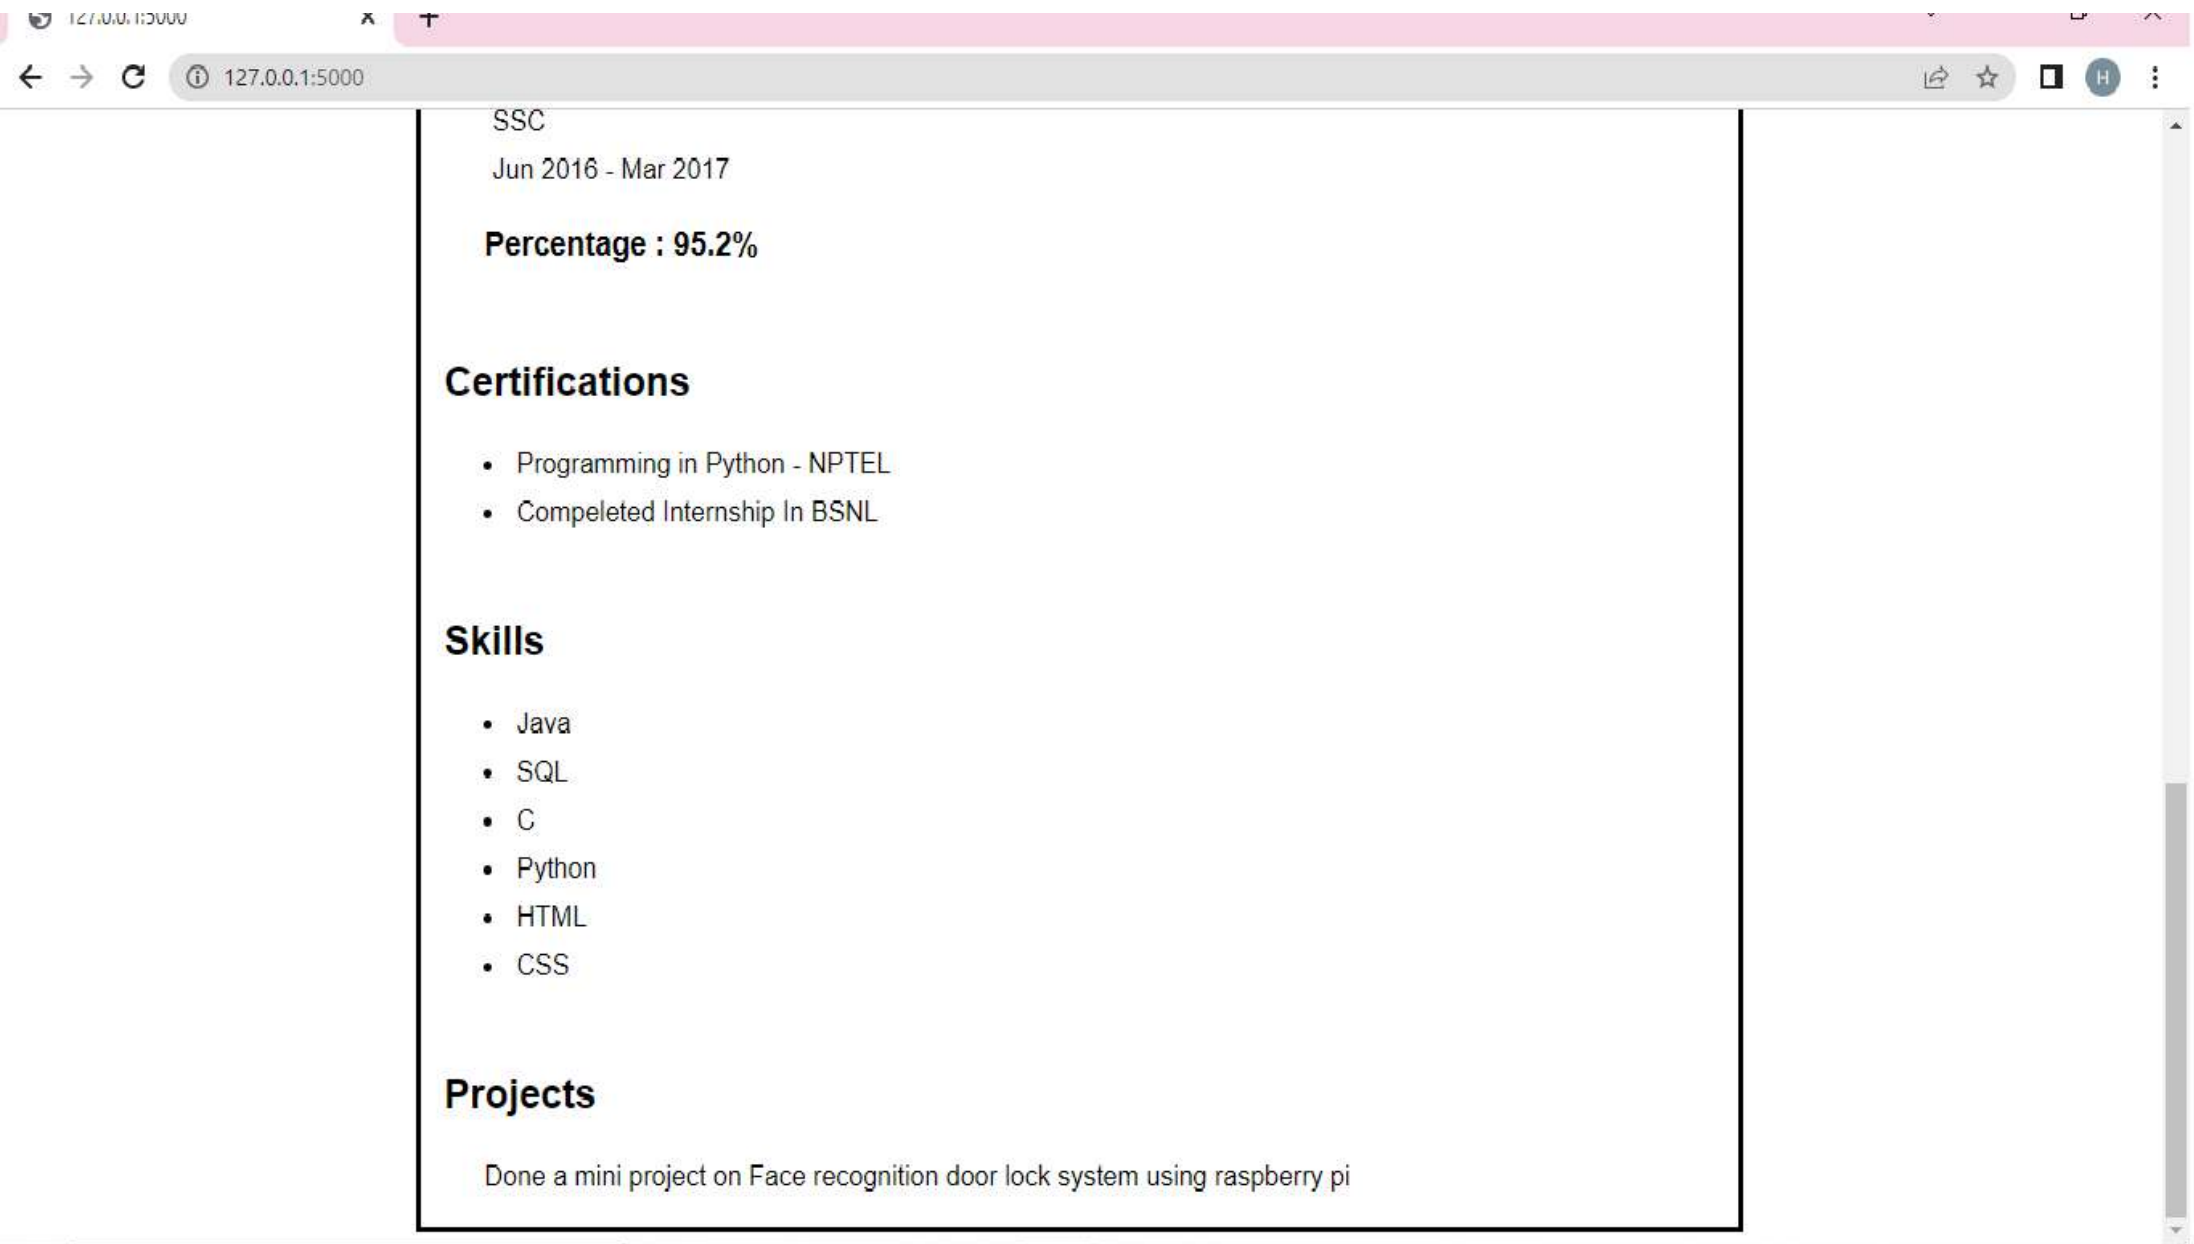 127.0.0.1:5000
127.0.0.1:5000
H
SSC
Jun 2016 - Mar 2017
Percentage : 95.2%
Certifications
Programming in Python - NPTEL
Compeleted Internship In BSNL
Skills
Java
SQL
C
Python
HTML
CSS
Projects
Done a mini project on Face recognition door lock system using raspberry pi